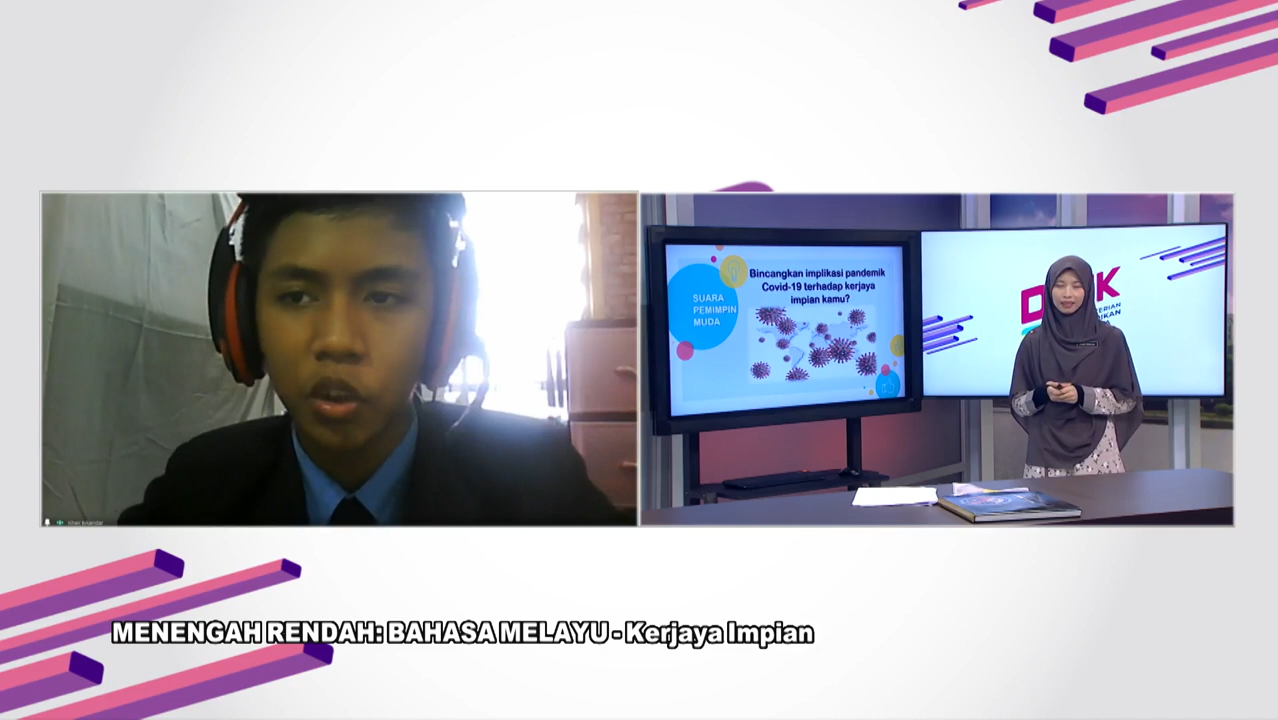 Bincangkan implikasi pandemik
Covid-19 terhadap kerjaya
impian kamu?
SUARA
PEMIMPIN
MUDA
MENENGAH RENDAH: BAHASA MELAYU - Kerjaya Impian